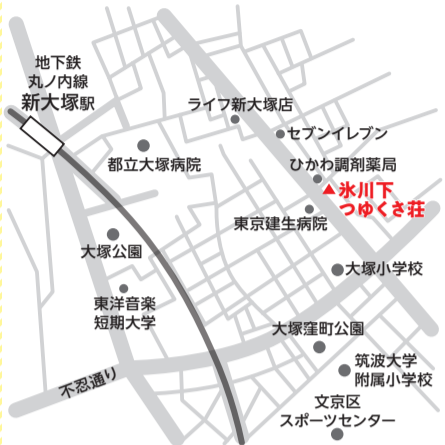 地下鉄
丸ノ内線
新大塚駅
ライフ新大塚店
セブンイレブン
都立大塚病院
ひかわ調剤薬局
氷川下
つゆくさ荘
東京健生病院
大塚公園
大塚小学校
東洋音楽
短期大学
大塚窪町公園
不忍通り
筑波大学
附属小学校
文京区
スポーツセンター